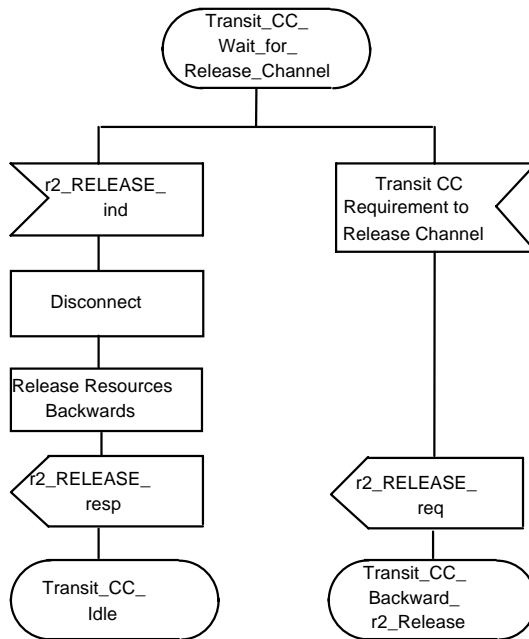 Transit_CC_
Wait_for_
Release_Channel
r2_RELEASE_
ind
Disconnect
Release Resources
Backwards
r2_RELEASE_
resp
Transit_CC_
Idle
Transit CC
Requirement to
Release Channel
r2_RELEASE_
req
Transit_CC_
Backward_
r2_Release